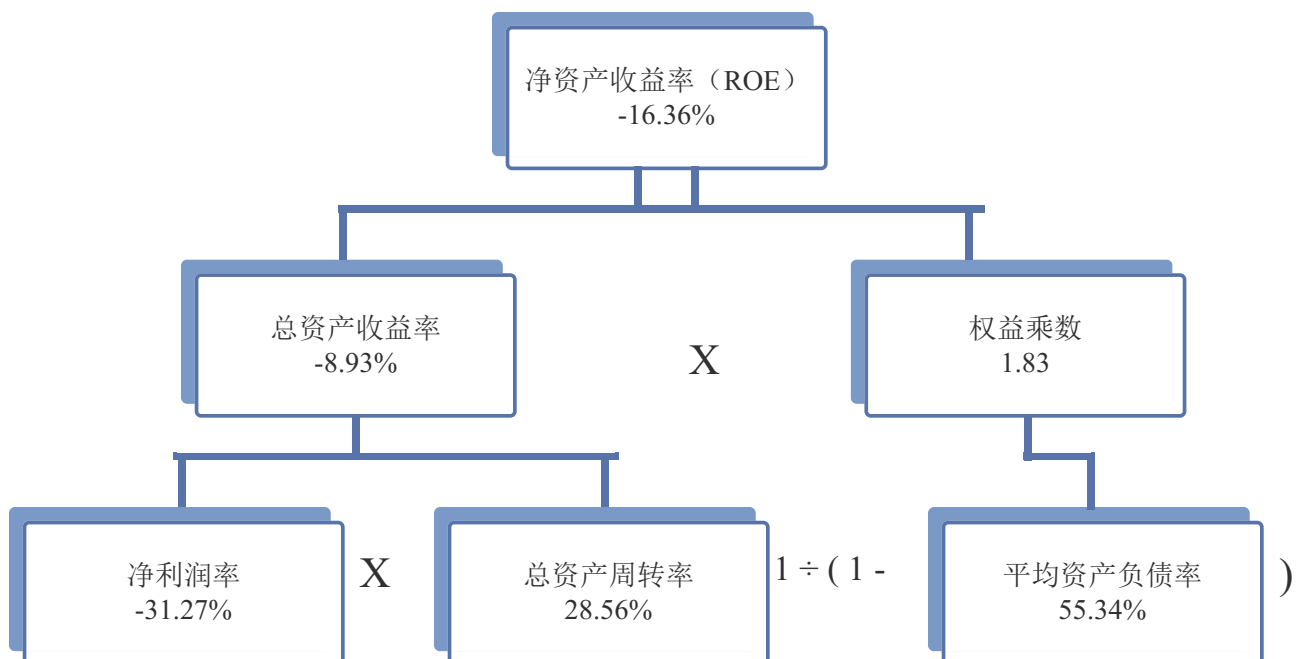 净资产收益率（ROE）
-16.36%
总资产收益率
-8.93%
X
权益乘数
1.83
净利润率
-31.27%
X
总资产周转率
28.56%
1 ÷ ( 1 -
平均资产负债率
55.34%
)